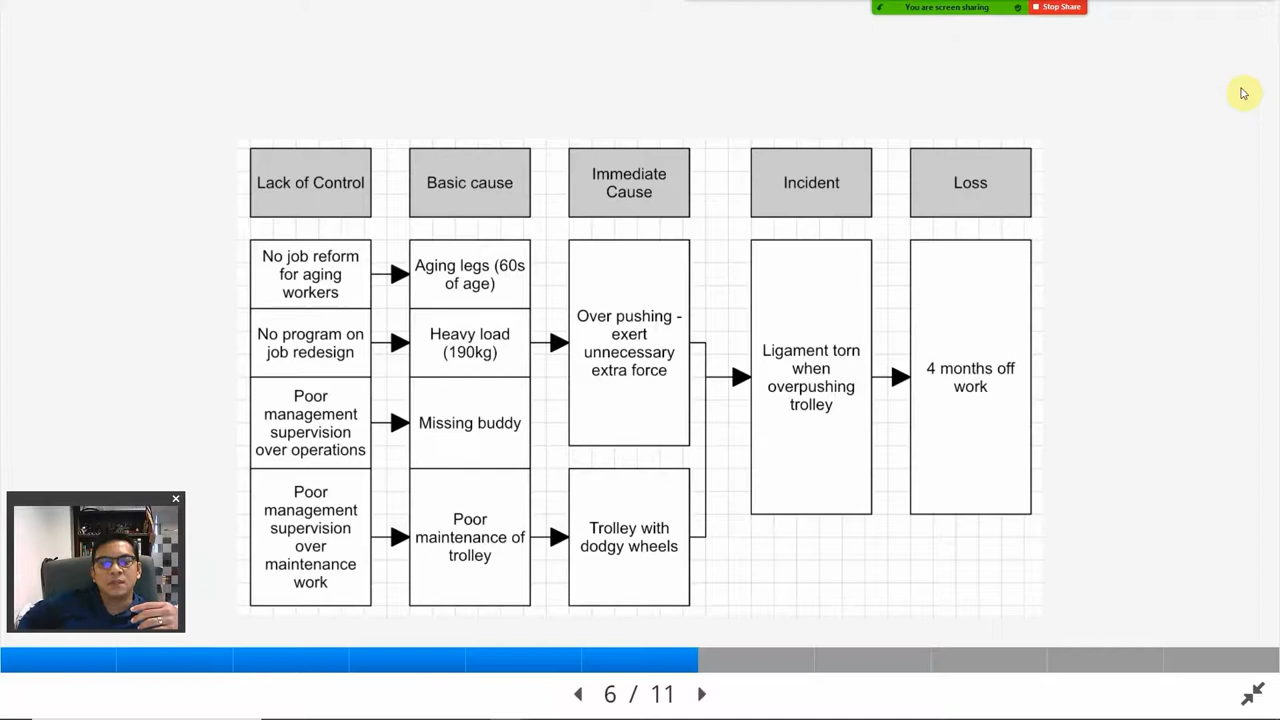 You are screen sharing
Stop Share
Lack of Control
Basic cause
Immediate
Cause
Incident
Loss
No job reform
for aging
workers
Aging legs (60s
of age)
No program on
job redesign
Heavy load
(190kg)
Poor
management
supervision
over operations
Missing buddy
Poor
management
supervision
over
maintenance
work
Poor
maintenance of
trolley
Over pushing -
exert
unnecessary
extra force
Trolley with
dodgy wheels
Ligament torn
when
overpushing
trolley
4 months off
work
6 / 11